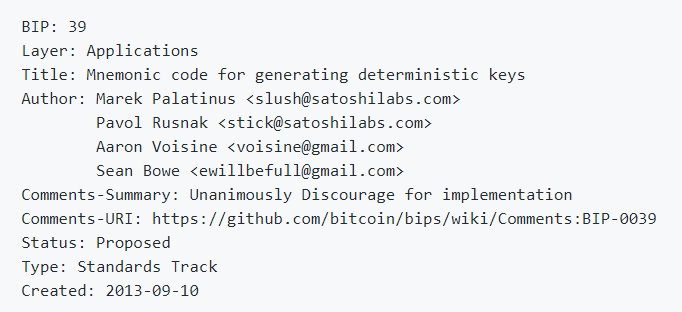 BIP: 39
Layer: Applications
Title: Mnemonic code for generating deterministic keys
Author: Marek Palatinus <slush@satoshilabs.com>
Pavol Rusnak <stick@satoshilabs.com>
Aaron Voisine <voisine@gmail.com>
Sean Bowe <ewillbefull@gmail.com>
Comments-Summary: Unanimously Discourage for implementation
Comments-URI: https://github.com/bitcoin/bips/wiki/Comments:BIP-0039
Status: Proposed
Type: Standards Track
Created: 2013-09-10